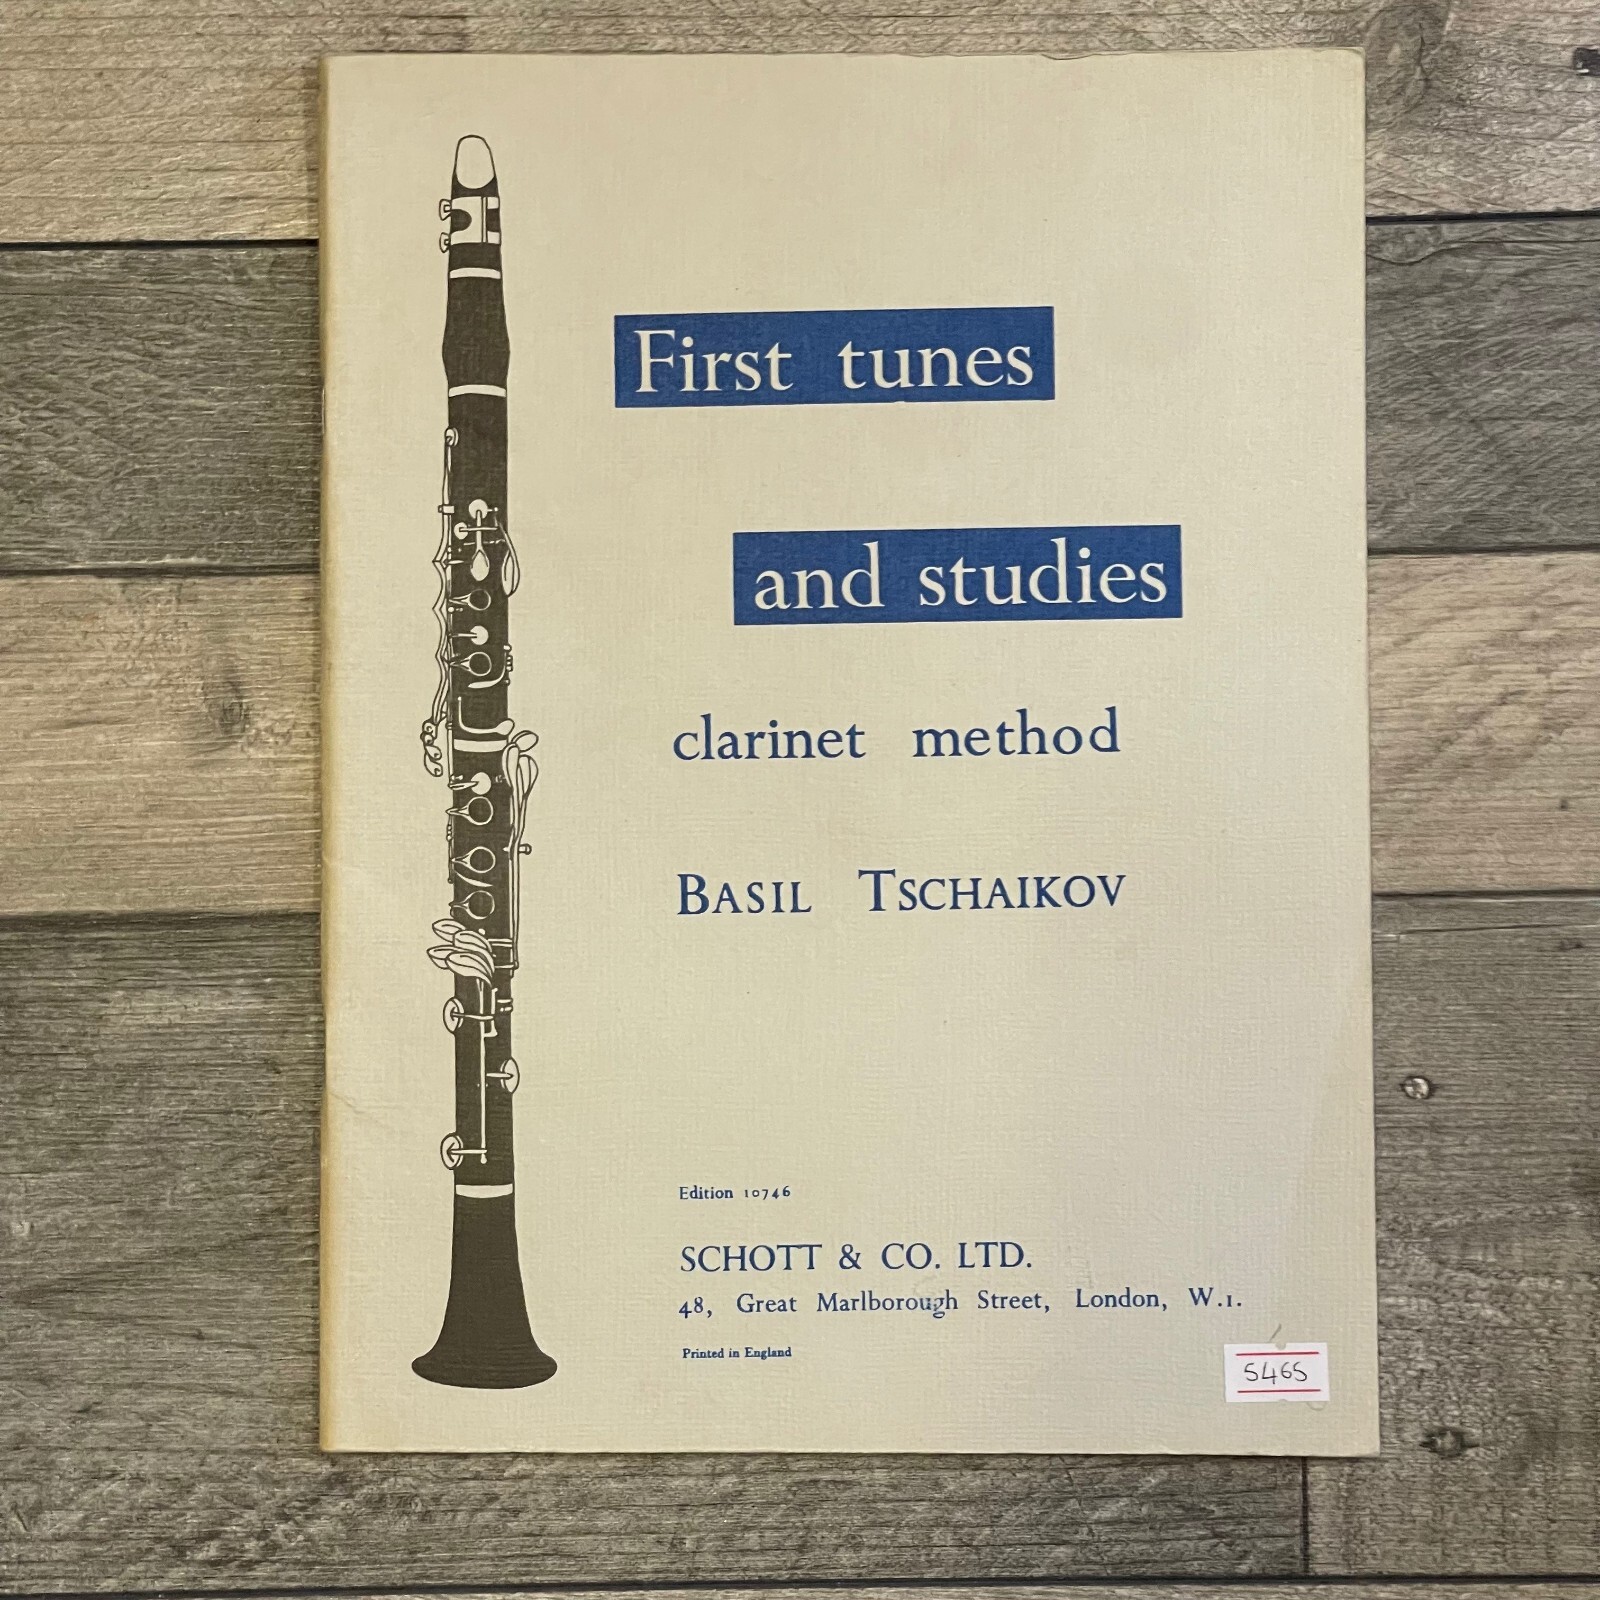 First tunes
and studies
clarinet method
BASIL TSCHAIKOV
Edition 10746
SCHOTT & CO. LTD.
48, Great Marlborough Street, London, W.1.
Printed in England
5465